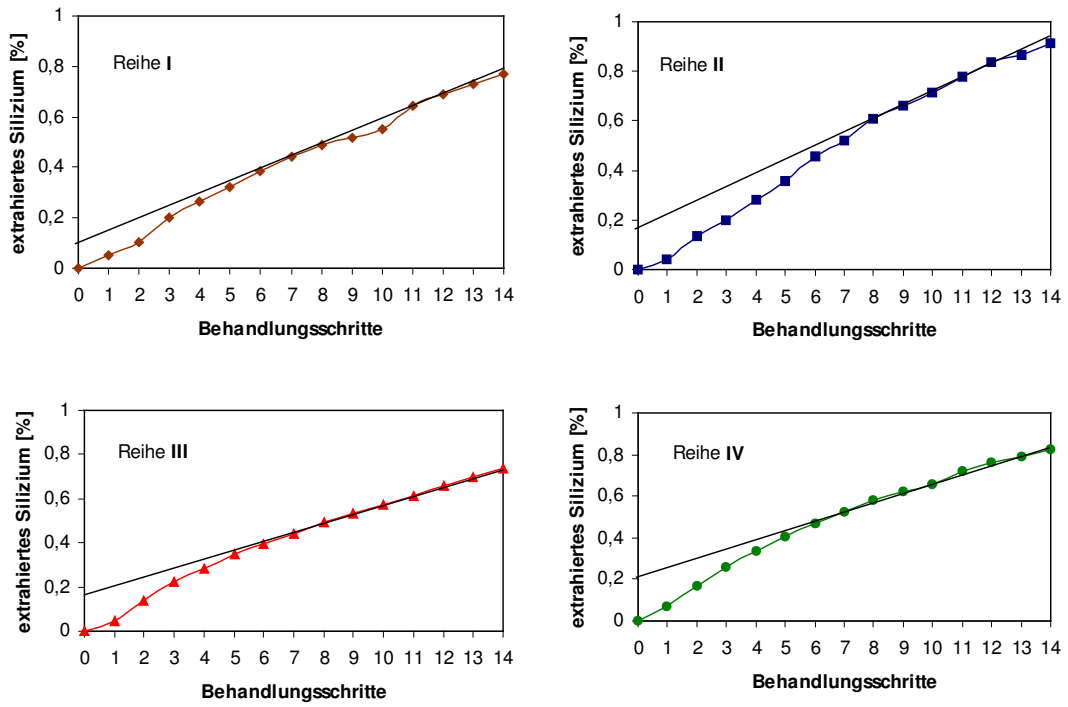 1
0,8
0,6
0,4
0,2
0
extrahiertes Silizium [%]
Reihe I
0 1 2 3 4 5 6 7 8 9 10 11 12 13 14
Behandlungsschritte
1
0,8
0,6
0,4
0,2
0
extrahiertes Silizium [%]
Reihe II
0 1 2 3 4 5 6 7 8 9 10 11 12 13 14
Behandlungsschritte
1
0,8
0,6
0,4
0,2
0
extrahiertes Silizium [%]
Reihe III
0 1 2 3 4 5 6 7 8 9 10 11 12 13 14
Behandlungsschritte
1
0,8
0,6
0,4
0,2
0
extrahiertes Silizium [%]
Reihe IV
0 1 2 3 4 5 6 7 8 9 10 11 12 13 14
Behandlungsschritte